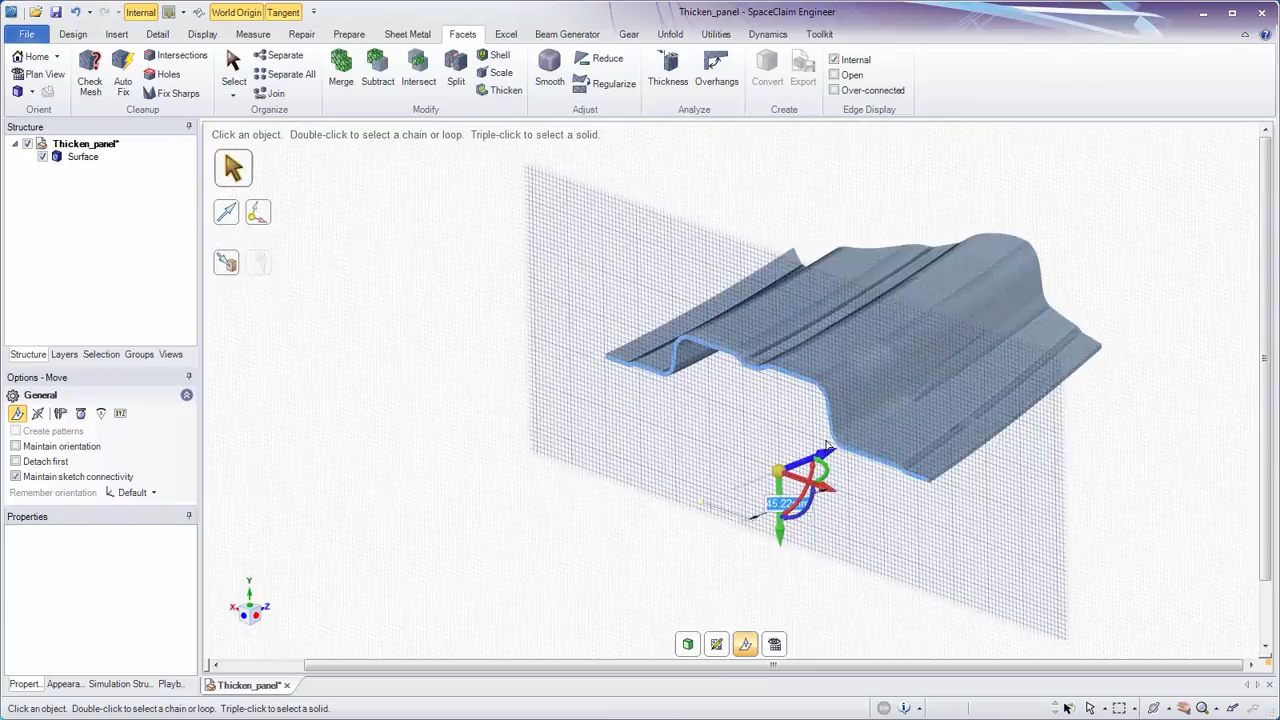 Internal World Origin Tangent Thicken_panel - SpaceClaim Engineer
File Design Insert Detail Display Measure Repair Prepare Sheet Metal Facets Excel Beam Generator Gear Unfold Utilities Dynamics Toolkit
Home Intersections Separate Shell Reduce Internal
Plan View Holes Separate All Scale Regularize Open
Check Mesh Auto Fix Fix Sharps Select Join Merge Subtract Intersect Split Thicken Smooth Thickness Overhangs Convert Export Over-connected
Orient Cleanup Organize Modify Adjust Analyze Create Edge Display
Structure
Click an object. Double-click to select a chain or loop. Triple-click to select a solid.
Thicken_panel*
Surface
Structure Layers Selection Groups Views
Options - Move
General
Create patterns
Maintain orientation
Detach first
Maintain sketch connectivity
Remember orientation Default
Properties
Y
X
Z
Propert... Appeara... Simulation Stru... Playb...
Thicken_panel*
Click an object. Double-click to select a chain or loop. Triple-click to select a solid.